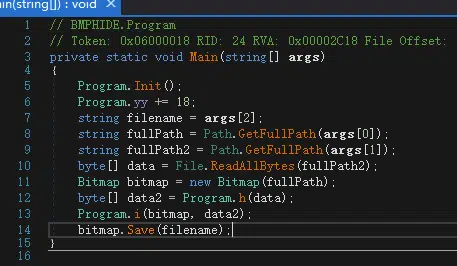 ain(string[]) : void ×
1 // BMPHIDE.Program
2 // Token: 0x06000018 RID: 24 RVA: 0x00002C18 File Offset:
3 private static void Main(string[] args)
4 {
5 Program.Init();
6 Program.yy += 18;
7 string filename = args[2];
8 string fullPath = Path.GetFullPath(args[0]);
9 string fullPath2 = Path.GetFullPath(args[1]);
10 byte[] data = File.ReadAllBytes(fullPath2);
11 Bitmap bitmap = new Bitmap(fullPath);
12 byte[] data2 = Program.h(data);
13 Program.i(bitmap, data2);
14 bitmap.Save(filename);
15 }
16